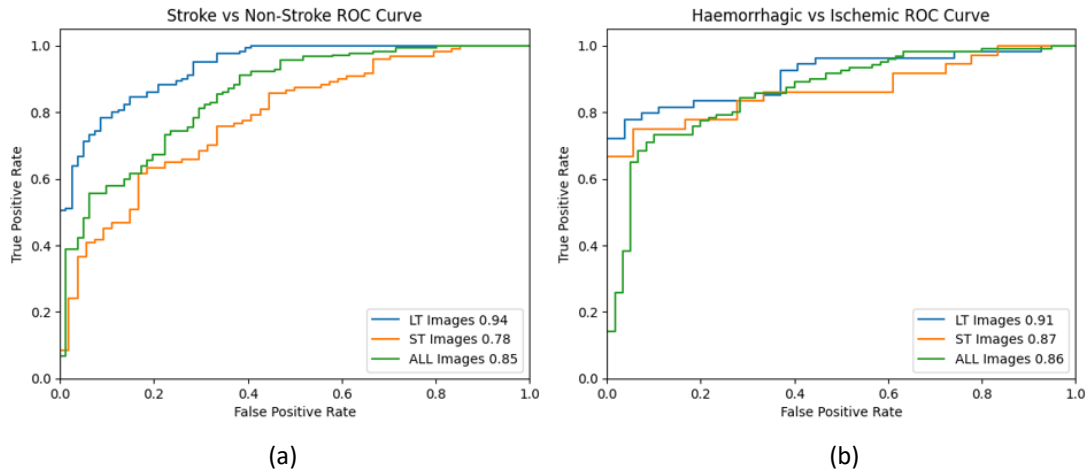 Stroke vs Non-Stroke ROC Curve
1.0
0.8
0.6
0.4
0.2
0.0
True Positive Rate
LT Images 0.94
ST Images 0.78
ALL Images 0.85
0.0 0.2 0.4 0.6 0.8 1.0
False Positive Rate
(a)
Haemorrhagic vs Ischemic ROC Curve
1.0
0.8
0.6
0.4
0.2
0.0
True Positive Rate
LT Images 0.91
ST Images 0.87
ALL Images 0.86
0.0 0.2 0.4 0.6 0.8 1.0
False Positive Rate
(b)